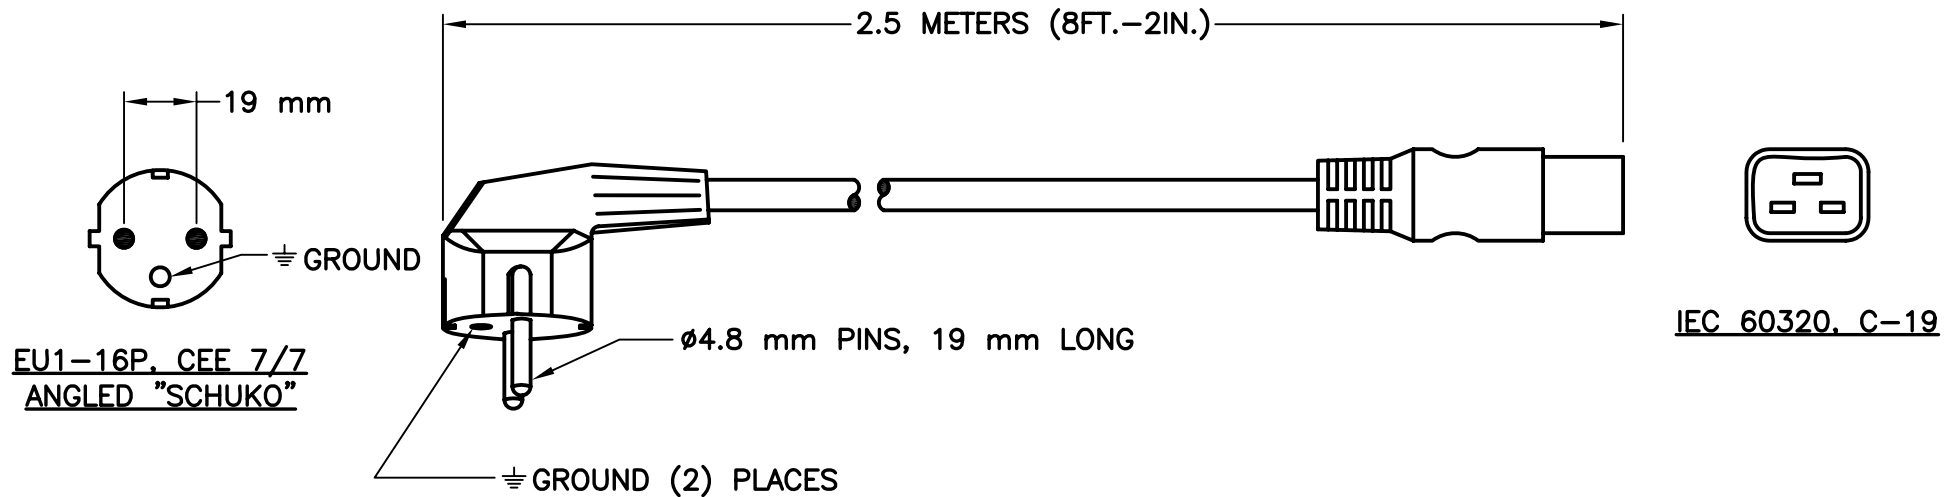 2.5 METERS (8FT.-2IN.)
19 mm
GROUND
ø4.8 mm PINS, 19 mm LONG
IEC 60320, C-19
EU1-16P, CEE 7/7
ANGLED "SCHUKO"
GROUND (2) PLACES